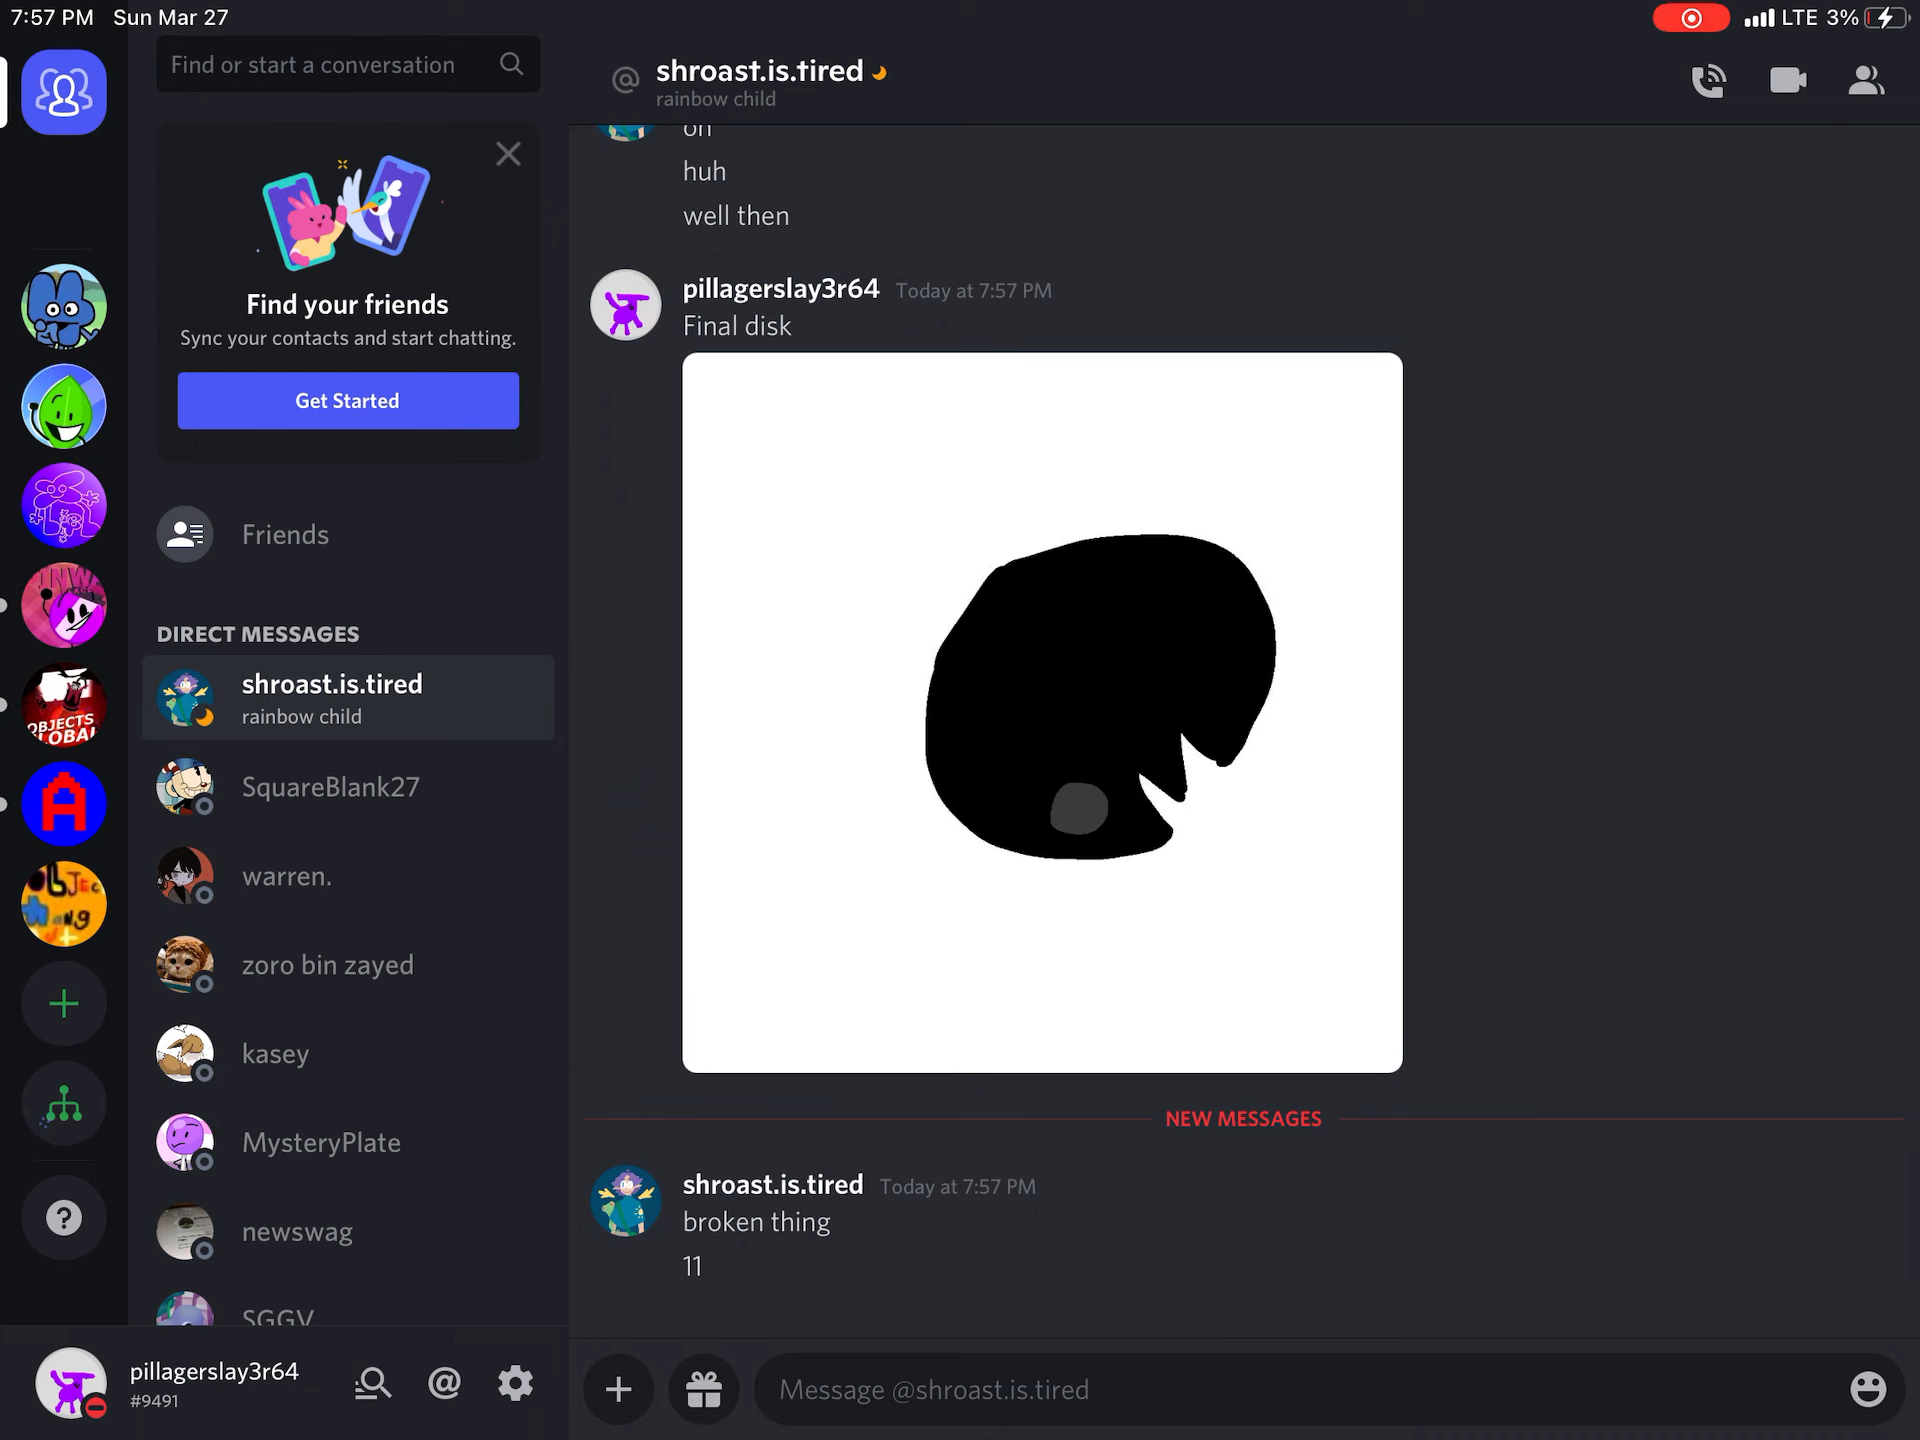 7:57 PM Sun Mar 27
LTE 3%
Find or start a conversation
Find your friends
Sync your contacts and start chatting.
Get Started
Friends
DIRECT MESSAGES
shroast.is.tired
rainbow child
SquareBlank27
warren.
zoro bin zayed
kasey
MysteryPlate
newswag
SGGV
pillagerslay3r64
#9491
OBJECTS
A
@ shroast.is.tired
rainbow child
oh
huh
well then
pillagerslay3r64 Today at 7:57 PM
Final disk
NEW MESSAGES
shroast.is.tired Today at 7:57 PM
broken thing
11
Message @shroast.is.tired